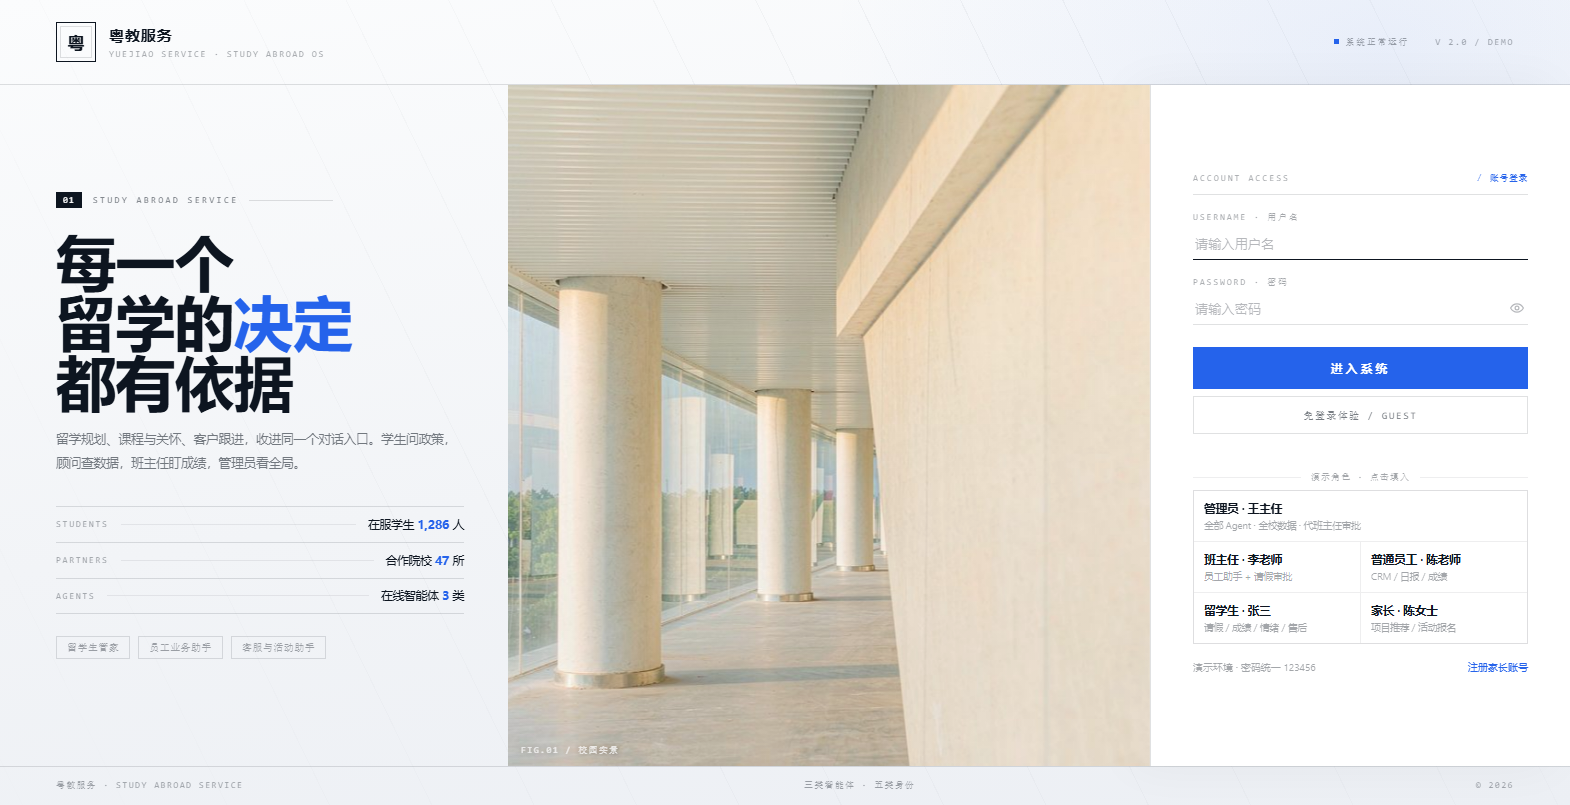 粤
粤教服务
YUEJIAO SERVICE · STUDY ABROAD OS
系统正常运行
V 2.0 / DEMO
01 STUDY ABROAD SERVICE
每一个
留学的决定
都有依据
留学规划、课程与关怀、客户跟进，收进同一个对话入口。学生问政策，
顾问查数据，班主任盯成绩，管理员看全局。
STUDENTS 在服学生 1,286 人
PARTNERS 合作院校 47 所
AGENTS 在线智能体 3 类
留学生管家 员工业务助手 客服与活动助手
FIG.01 / 校园实景
ACCOUNT ACCESS / 账号登录
USERNAME · 用户名
请输入用户名
PASSWORD · 密码
请输入密码
进入系统
免登录体验 / GUEST
演示角色 · 点击填入
管理员 · 王主任
全部 Agent · 全校数据 · 代班主任审批
班主任 · 李老师
员工助手 + 请假审批
普通员工 · 陈老师
CRM / 日报 / 成绩
留学生 · 张三
请假 / 成绩 / 情绪 / 售后
家长 · 陈女士
项目推荐 / 活动报名
演示环境 · 密码统一 123456
注册家长账号
粤教服务 · STUDY ABROAD SERVICE
三类智能体 · 五类身份
© 2026